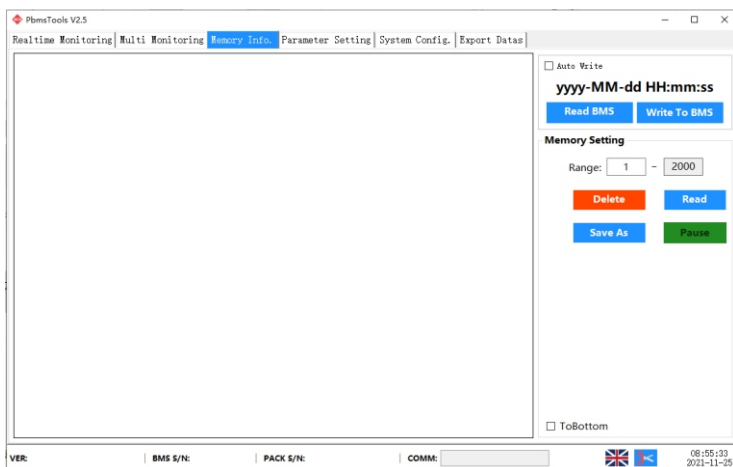 PbmsTools V2.5
Realtime Monitoring Multi Monitoring Memory Info. Parameter Setting System Config. Export Datas
Auto Write
yyyy-MM-dd HH:mm:ss
Read BMS Write To BMS
Memory Setting
Range: 1 - 2000
Delete Read
Save As Pause
ToBottom
VER: BMS S/N: PACK S/N: COMM: 08:55:33
2021-11-25